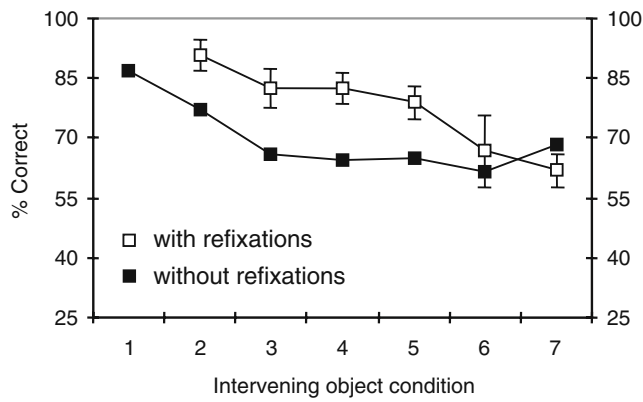 100 100
85 85
70 70
55 55
40 40
25 25
% Correct
with refixations
without refixations
1 2 3 4 5 6 7
Intervening object condition